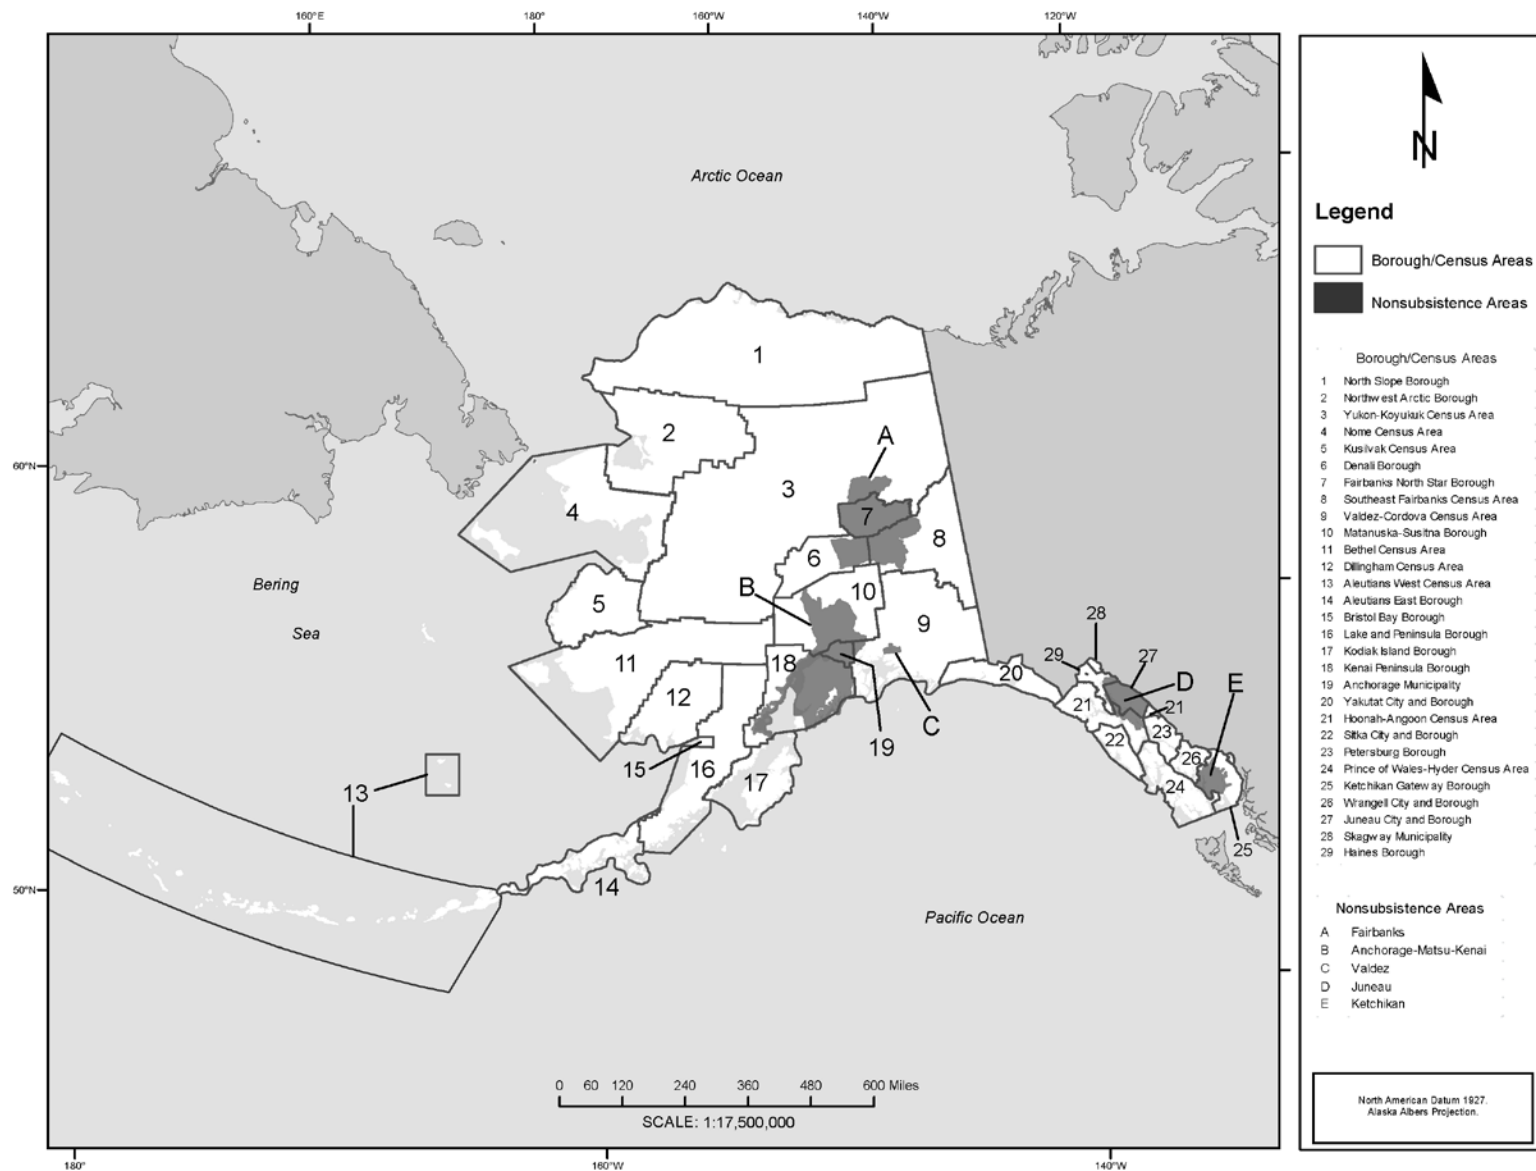 160°E 180° 160°W 140°W 120°W
Arctic Ocean
1
2
A
60°N
3
4
7
8
6
Bering
B
10
5
9
28
Sea
29
27
11
18
20
D
E
12
21
21
C
22
23
19
15
16
26
17
24
13
25
14
50°N
Pacific Ocean
0 60 120 240 360 480 600 Miles
SCALE: 1:17,500,000
180° 160°W 140°W
N
Legend
Borough/Census Areas
Nonsubsistence Areas
Borough/Census Areas
1 North Slope Borough
2 Northwest Arctic Borough
3 Yukon-Koyukuk Census Area
4 Nome Census Area
5 Kusilvak Census Area
6 Denali Borough
7 Fairbanks North Star Borough
8 Southeast Fairbanks Census Area
9 Valdez-Cordova Census Area
10 Matanuska-Susitna Borough
11 Bethel Census Area
12 Dillingham Census Area
13 Aleutians West Census Area
14 Aleutians East Borough
15 Bristol Bay Borough
16 Lake and Peninsula Borough
17 Kodiak Island Borough
18 Kenai Peninsula Borough
19 Anchorage Municipality
20 Yakutat City and Borough
21 Hoonah-Angoon Census Area
22 Sitka City and Borough
23 Petersburg Borough
24 Prince of Wales-Hyder Census Area
25 Ketchikan Gateway Borough
26 Wrangell City and Borough
27 Juneau City and Borough
28 Skagway Municipality
29 Haines Borough
Nonsubsistence Areas
A Fairbanks
B Anchorage-Matsu-Kenai
C Valdez
D Juneau
E Ketchikan
North American Datum 1927.
Alaska Albers Projection.